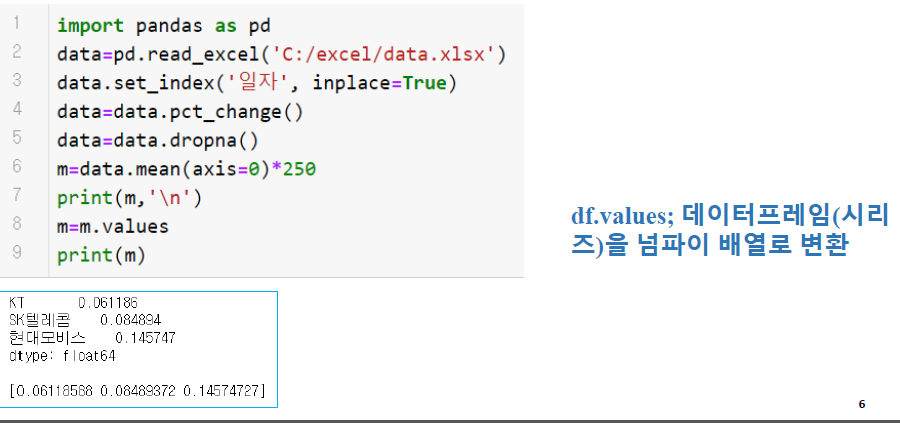 1 import pandas as pd
2 data=pd.read_excel('C:/excel/data.xlsx')
3 data.set_index('일자', inplace=True)
4 data=data.pct_change()
5 data=data.dropna()
6 m=data.mean(axis=0)*250
7 print(m,'\n')
8 m=m.values
9 print(m)
df.values; 데이터프레임(시리
즈)을 넘파이 배열로 변환
KT 0.061186
SK텔레콤 0.084894
현대모비스 0.145747
dtype: float64
[0.06118568 0.08489372 0.14574727]
6